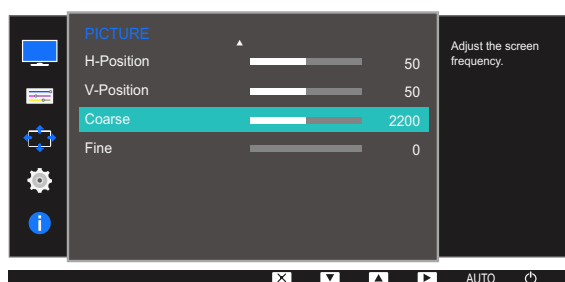 PICTURE
H-Position 50
V-Position 50
Coarse 2200
Fine 0
Adjust the screen
frequency.
AUTO